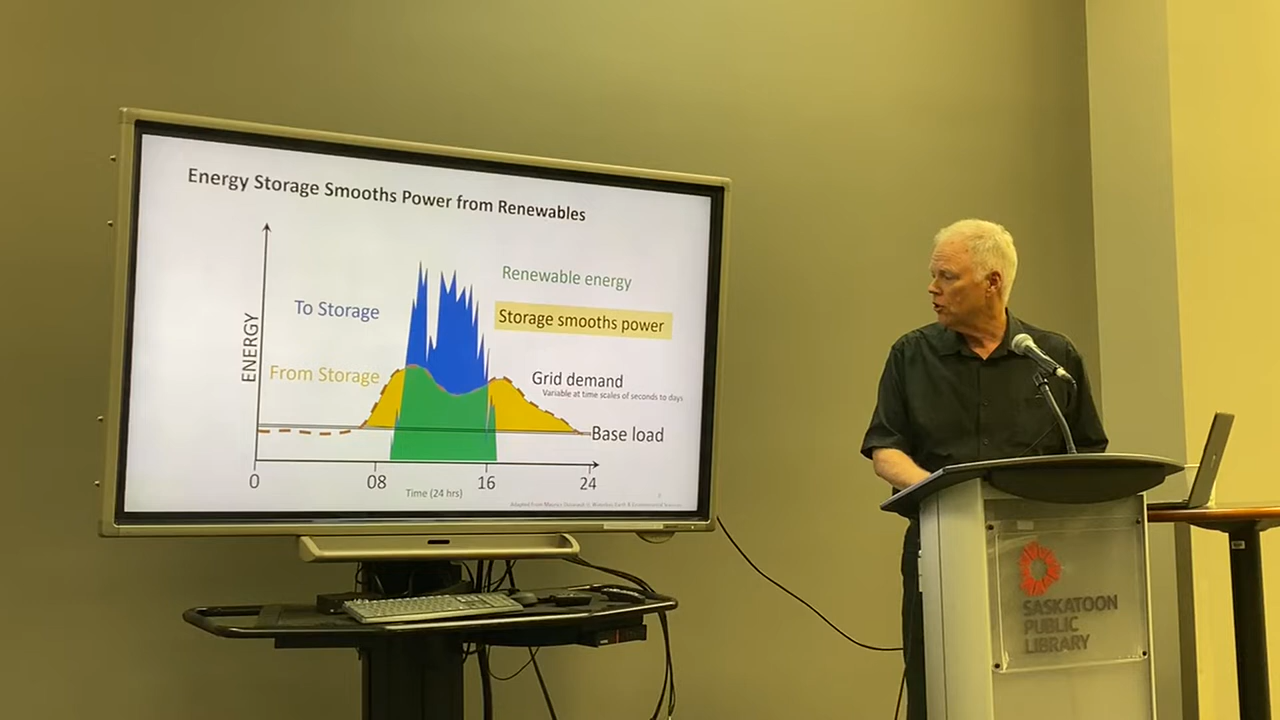 Energy Storage Smooths Power from Renewables
Renewable energy
To Storage
Storage smooths power
ENERGY
From Storage
Grid demand
Variable at time scales of seconds to days
Base load
0
08
16
24
Time (24 hrs)
SASKATOON
PUBLIC
LIBRARY